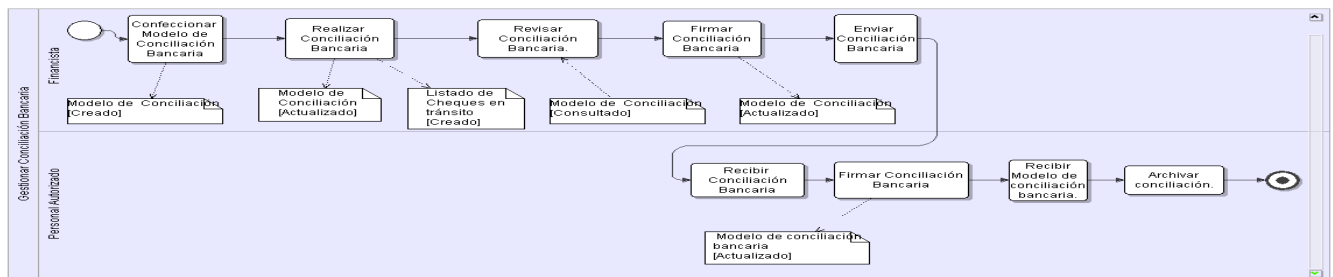 Gestionar Conciliación Bancaria
Financista
Confeccionar
Modelo de
Conciliación
Bancaria
Realizar
Conciliación
Bancaria
Revisar
Conciliación
Bancaria.
Firmar
Conciliación
Bancaria
Enviar
Conciliación
Bancaria
Modelo de Conciliación
[Creado]
Modelo de
Conciliación
[Actualizado]
Listado de
Cheques en
tránsito
[Creado]
Modelo de Conciliación
[Consultado]
Modelo de Conciliación
[Actualizado]
Personal Autorizado
Recibir
Conciliación
Bancaria
Firmar Conciliación
Bancaria
Recibir
Modelo de
conciliación
bancaria.
Archivar
conciliación.
Modelo de conciliación
bancaria
[Actualizado]